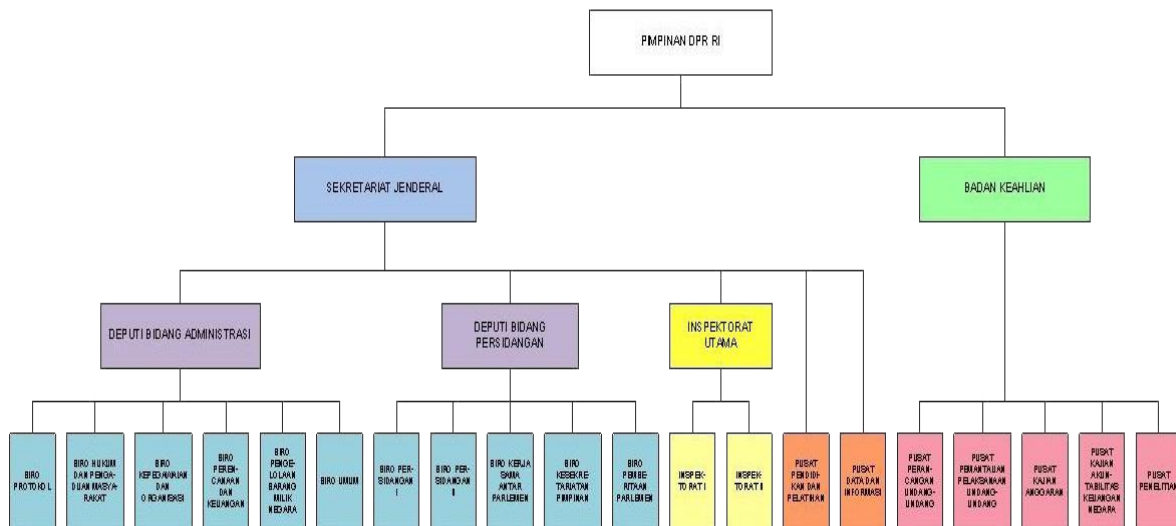 PIMPINAN DPR RI
SEKRETARIAT JENDERAL
BADAN KEAHLIAN
DEPUTI BIDANG ADMINISTRASI
DEPUTI BIDANG
PERSIDANGAN
INSPEKTORAT
UTAMA
BIRO
PROTOKOL
BIRO HUKUM
DAN PENGA-
DUAN MASYA-
RAKAT
BIRO
KEPEGAWAIAN
DAN
ORGANISASI
BIRO
PEREN-
CANAAN
DAN
KEUANGAN
BIRO
PENGE-
LOLAAN
BARANG
MILIK
NEGARA
BIRO UMUM
BIRO PER-
SIDANGAN
I
BIRO PER-
SIDANGAN
II
BIRO KERJA
SAMA
ANTAR
PARLEMEN
BIRO
KESEKRE-
TARIATAN
PIMPINAN
BIRO
PEMBE-
RITAAN
PARLEMEN
INSPEK-
TORAT I
INSPEK-
TORAT II
PUSAT
PENDIDI-
KAN DAN
PELATIHAN
PUSAT
DATA DAN
INFORMASI
PUSAT
PERAN-
CANGAN
UNDANG-
UNDANG
PUSAT
PEMANTAUAN
PELAKSANAAN
UNDANG-
UNDANG
PUSAT
KAJIAN
ANGGARAN
PUSAT
KAJIAN
AKUN-
TABILITAS
KEUANGAN
NEGARA
PUSAT
PENELITIAN